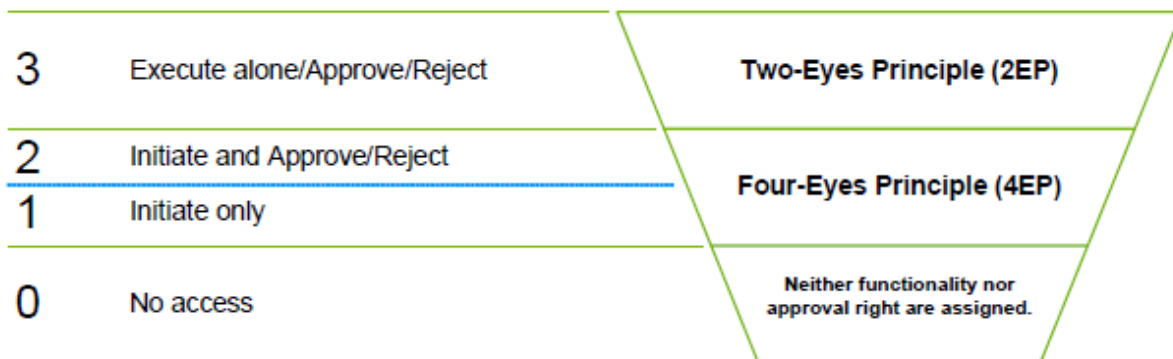 3 Execute alone/Approve/Reject Two-Eyes Principle (2EP)
2 Initiate and Approve/Reject
Four-Eyes Principle (4EP)
1 Initiate only
0 No access
Neither functionality nor
approval right are assigned.